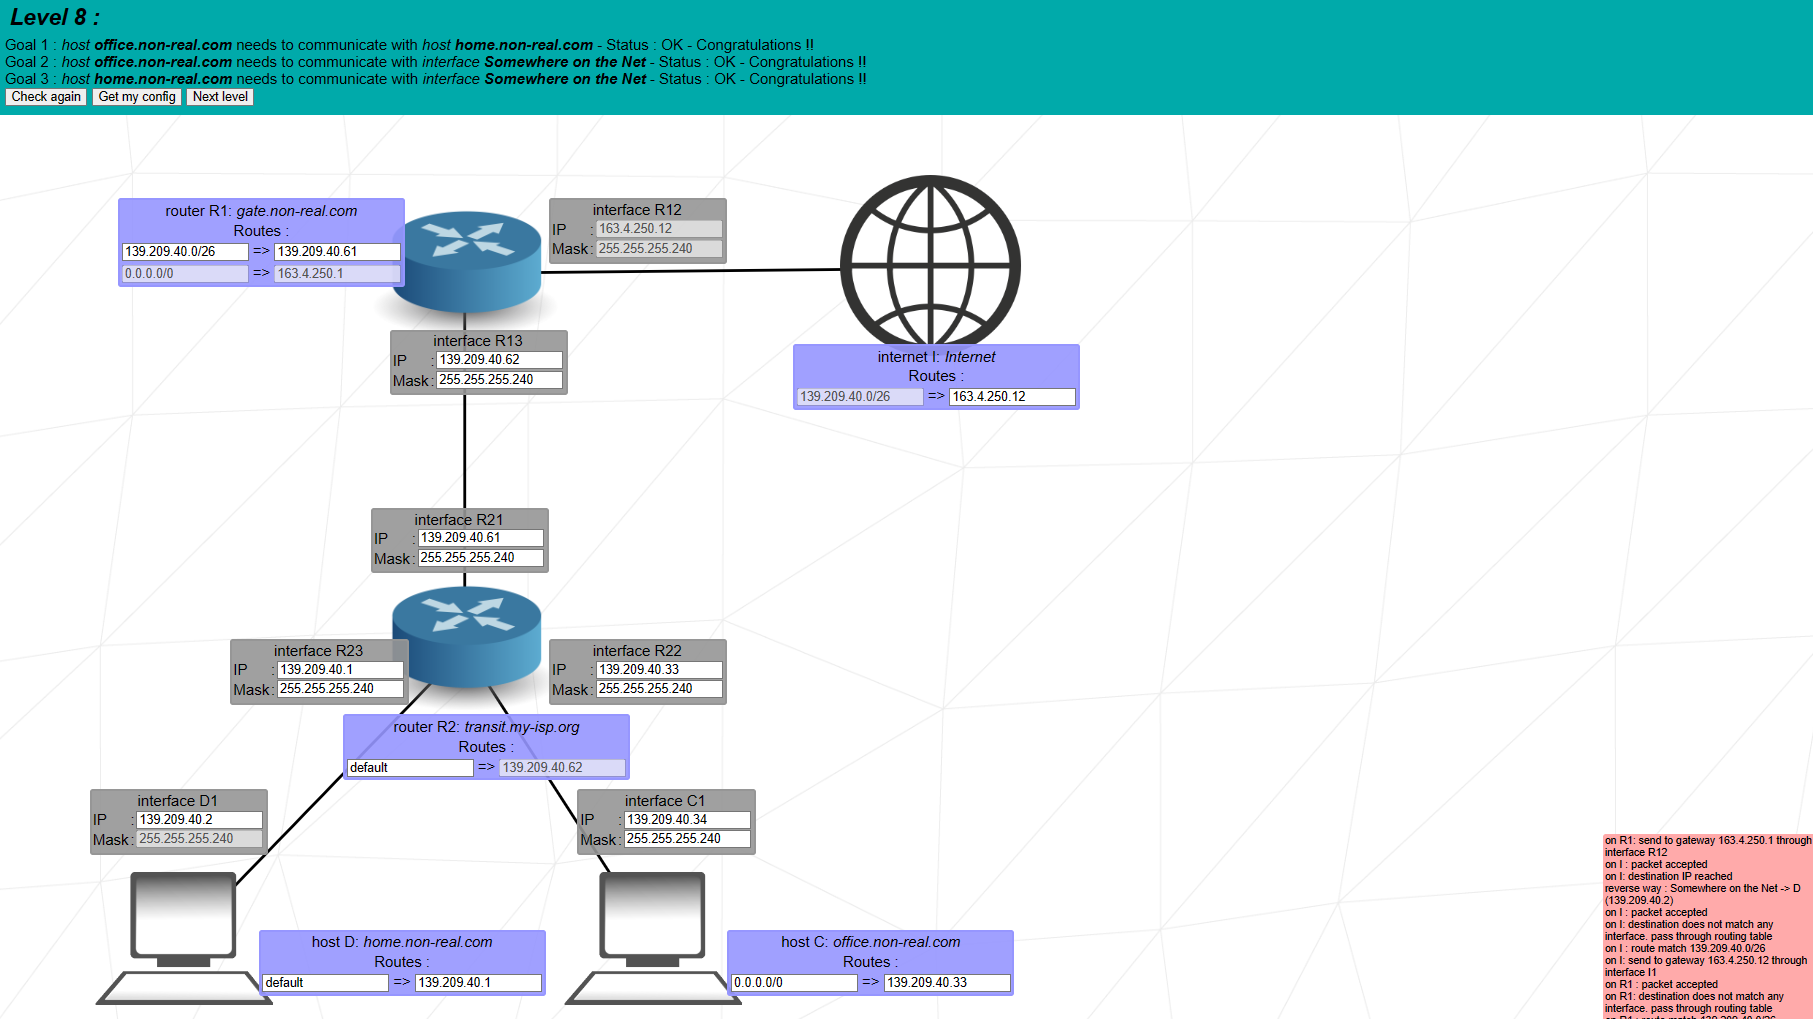 Level 8 :
Goal 1 : host office.non-real.com needs to communicate with host home.non-real.com - Status : OK - Congratulations !!
Goal 2 : host office.non-real.com needs to communicate with interface Somewhere on the Net - Status : OK - Congratulations !!
Goal 3 : host home.non-real.com needs to communicate with interface Somewhere on the Net - Status : OK - Congratulations !!
Check again Get my config Next level
router R1: gate.non-real.com
Routes :
139.209.40.0/26 => 139.209.40.61
0.0.0.0/0 => 163.4.250.1
interface R12
IP : 163.4.250.12
Mask: 255.255.255.240
interface R13
IP : 139.209.40.62
Mask: 255.255.255.240
internet I: Internet
Routes :
139.209.40.0/26 => 163.4.250.12
interface R21
IP : 139.209.40.61
Mask: 255.255.255.240
interface R23
IP : 139.209.40.1
Mask: 255.255.255.240
interface R22
IP : 139.209.40.33
Mask: 255.255.255.240
router R2: transit.my-isp.org
Routes :
default => 139.209.40.62
interface D1
IP : 139.209.40.2
Mask: 255.255.255.240
interface C1
IP : 139.209.40.34
Mask: 255.255.255.240
host D: home.non-real.com
Routes :
default => 139.209.40.1
host C: office.non-real.com
Routes :
0.0.0.0/0 => 139.209.40.33
on R1: send to gateway 163.4.250.1 through
interface R12
on I : packet accepted
on I: destination IP reached
reverse way : Somewhere on the Net -> D
(139.209.40.2)
on I : packet accepted
on I: destination does not match any
interface. pass through routing table
on I : route match 139.209.40.0/26
on I: send to gateway 163.4.250.12 through
interface I1
on R1 : packet accepted
on R1: destination does not match any
interface. pass through routing table
on R1 : route match 139.209.40.0/26